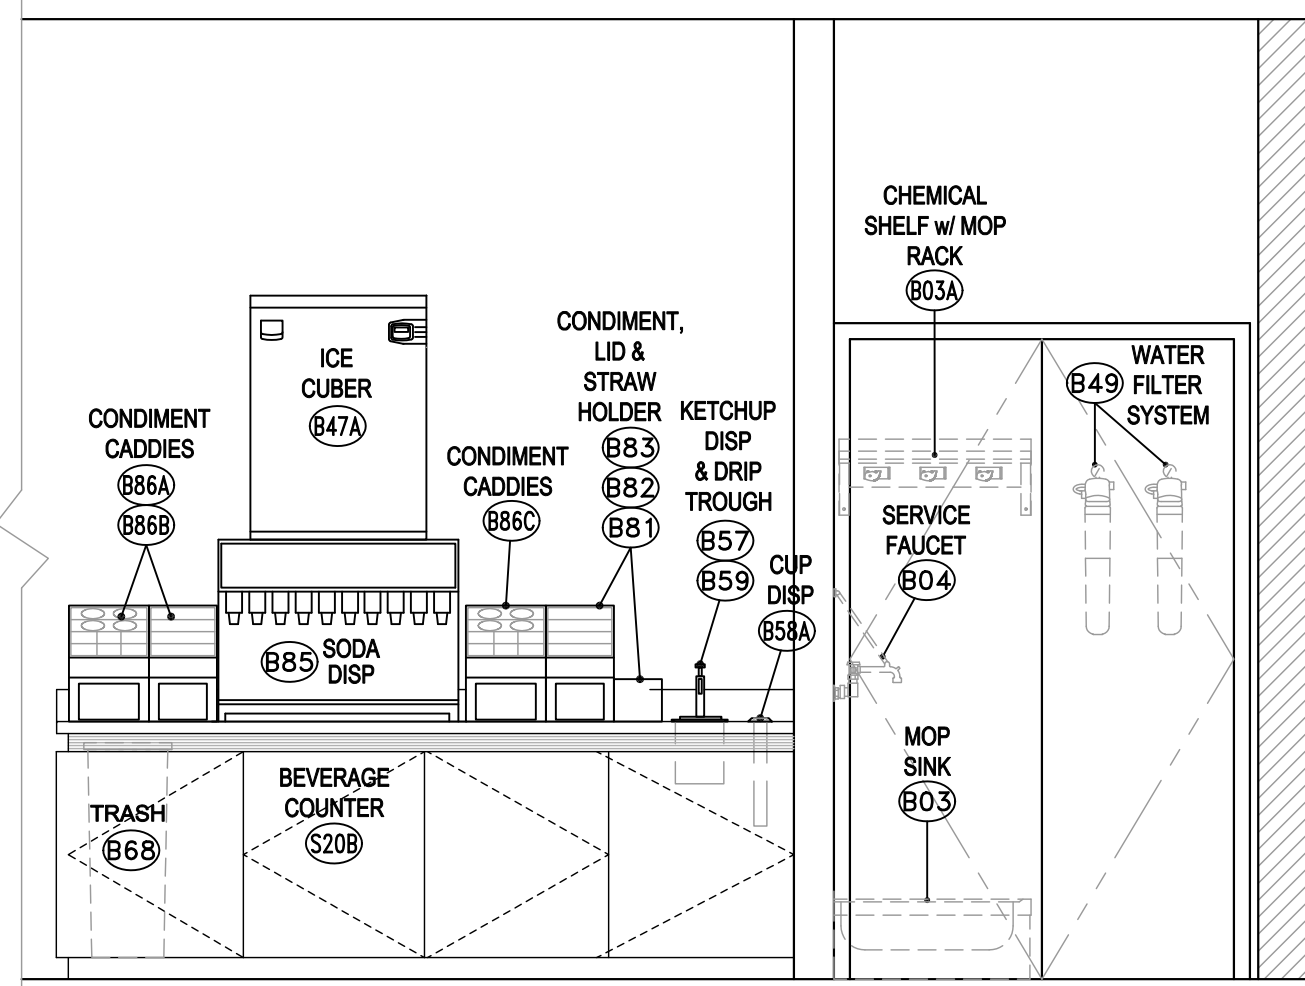 CHEMICAL
SHELF w/ MOP
RACK
B03A
CONDIMENT,
LID &
STRAW
HOLDER
B83
B82
B81
ICE
CUBER
B47A
WATER
FILTER
SYSTEM
B49
CONDIMENT
CADDIES
B86A
B86B
CONDIMENT
CADDIES
B86C
KETCHUP
DISP
& DRIP
TROUGH
B57
B59
CUP
DISP
B58A
SERVICE
FAUCET
B04
SODA
DISP
B85
MOP
SINK
B03
BEVERAGE
COUNTER
S20B
TRASH
B68